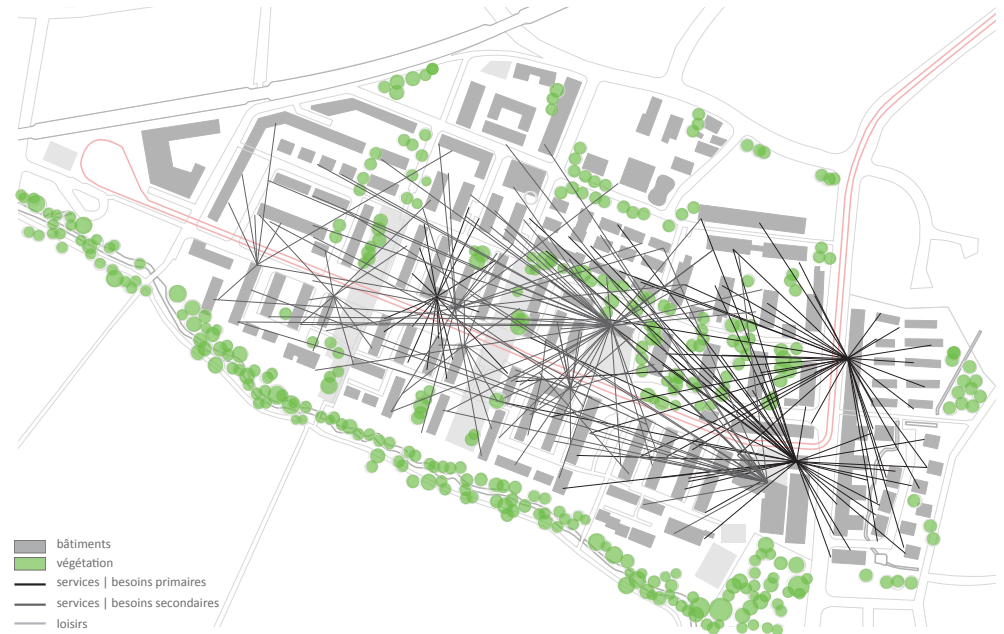 bâtiments
végétation
services | besoins primaires
services | besoins secondaires
loisirs